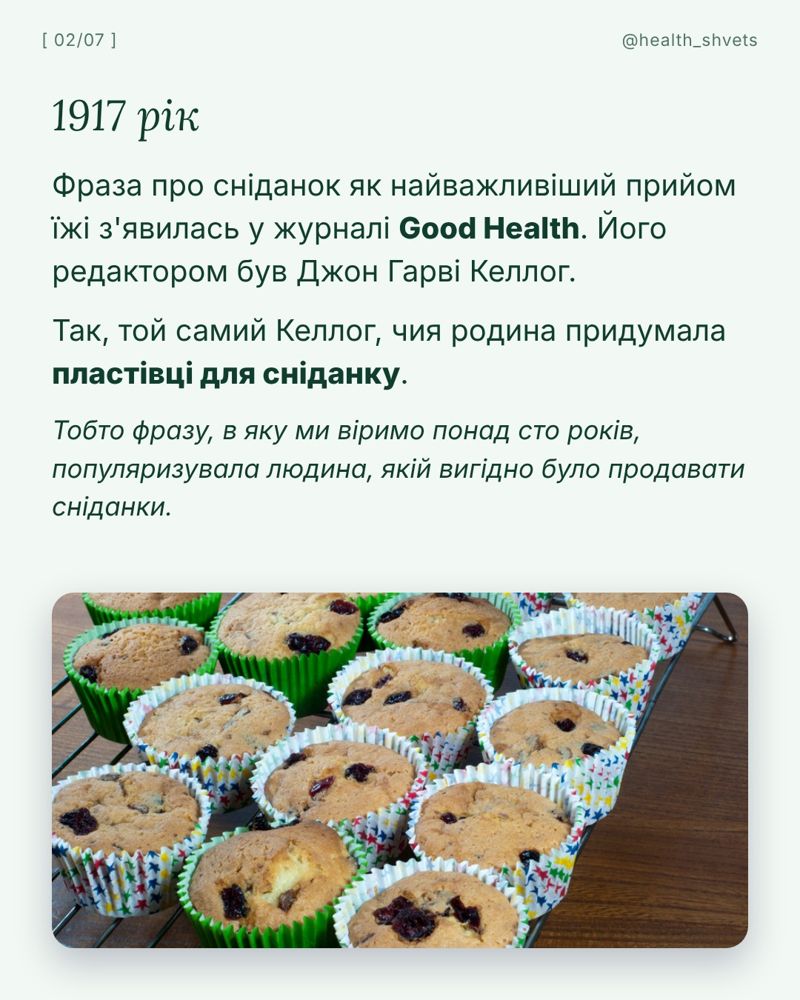 [ 02/07 ]
@health_shvets
1917 рік
Фраза про сніданок як найважливіший прийом
їжі з'явилась у журналі Good Health. Його
редактором був Джон Гарві Келлог.
Так, той самий Келлог, чия родина придумала
пластівці для сніданку.
Тобто фразу, в яку ми віримо понад сто років,
популяризувала людина, якій вигідно було продавати
сніданки.